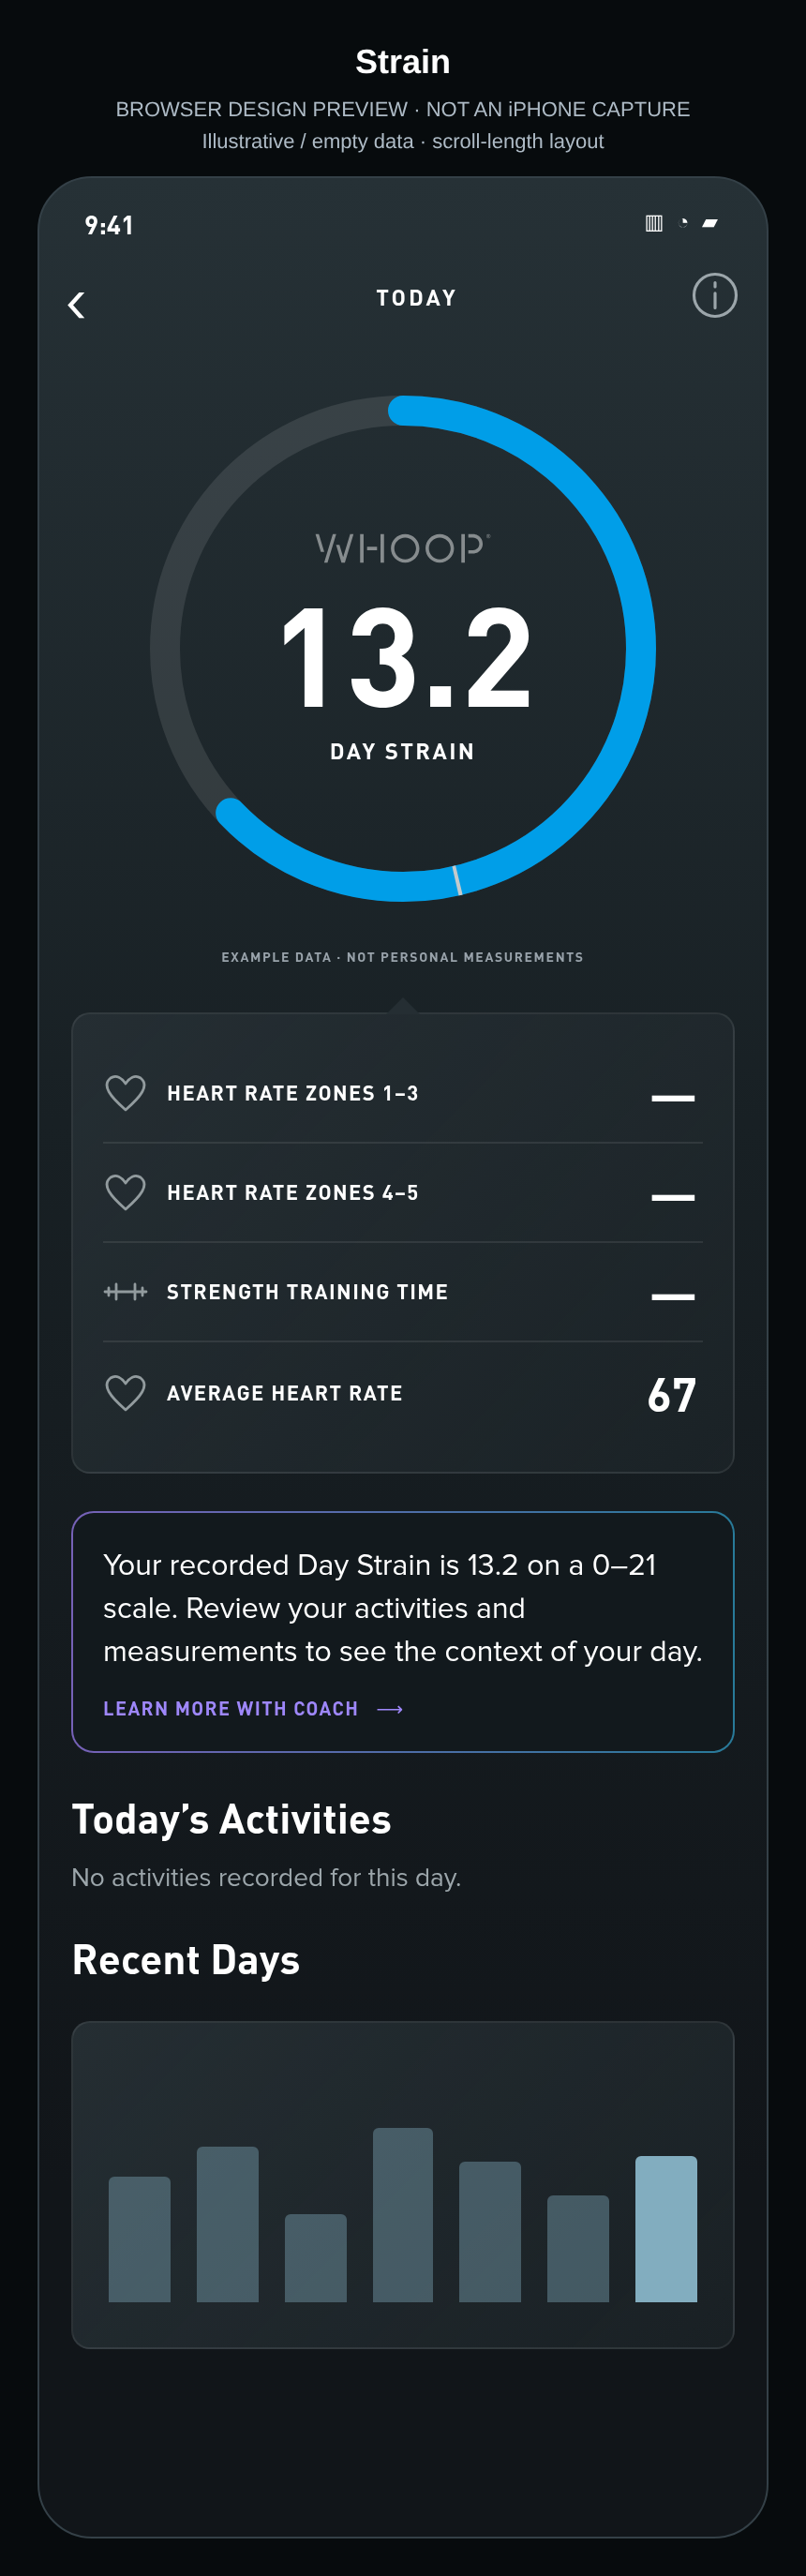 Strain
BROWSER DESIGN PREVIEW · NOT AN iPHONE CAPTURE
Illustrative / empty data · scroll-length layout
9:41
TODAY
WHOOP
13.2
DAY STRAIN
EXAMPLE DATA · NOT PERSONAL MEASUREMENTS
HEART RATE ZONES 1–3 —
HEART RATE ZONES 4–5 —
STRENGTH TRAINING TIME —
AVERAGE HEART RATE 67
Your recorded Day Strain is 13.2 on a 0–21
scale. Review your activities and
measurements to see the context of your day.
LEARN MORE WITH COACH →
Today’s Activities
No activities recorded for this day.
Recent Days